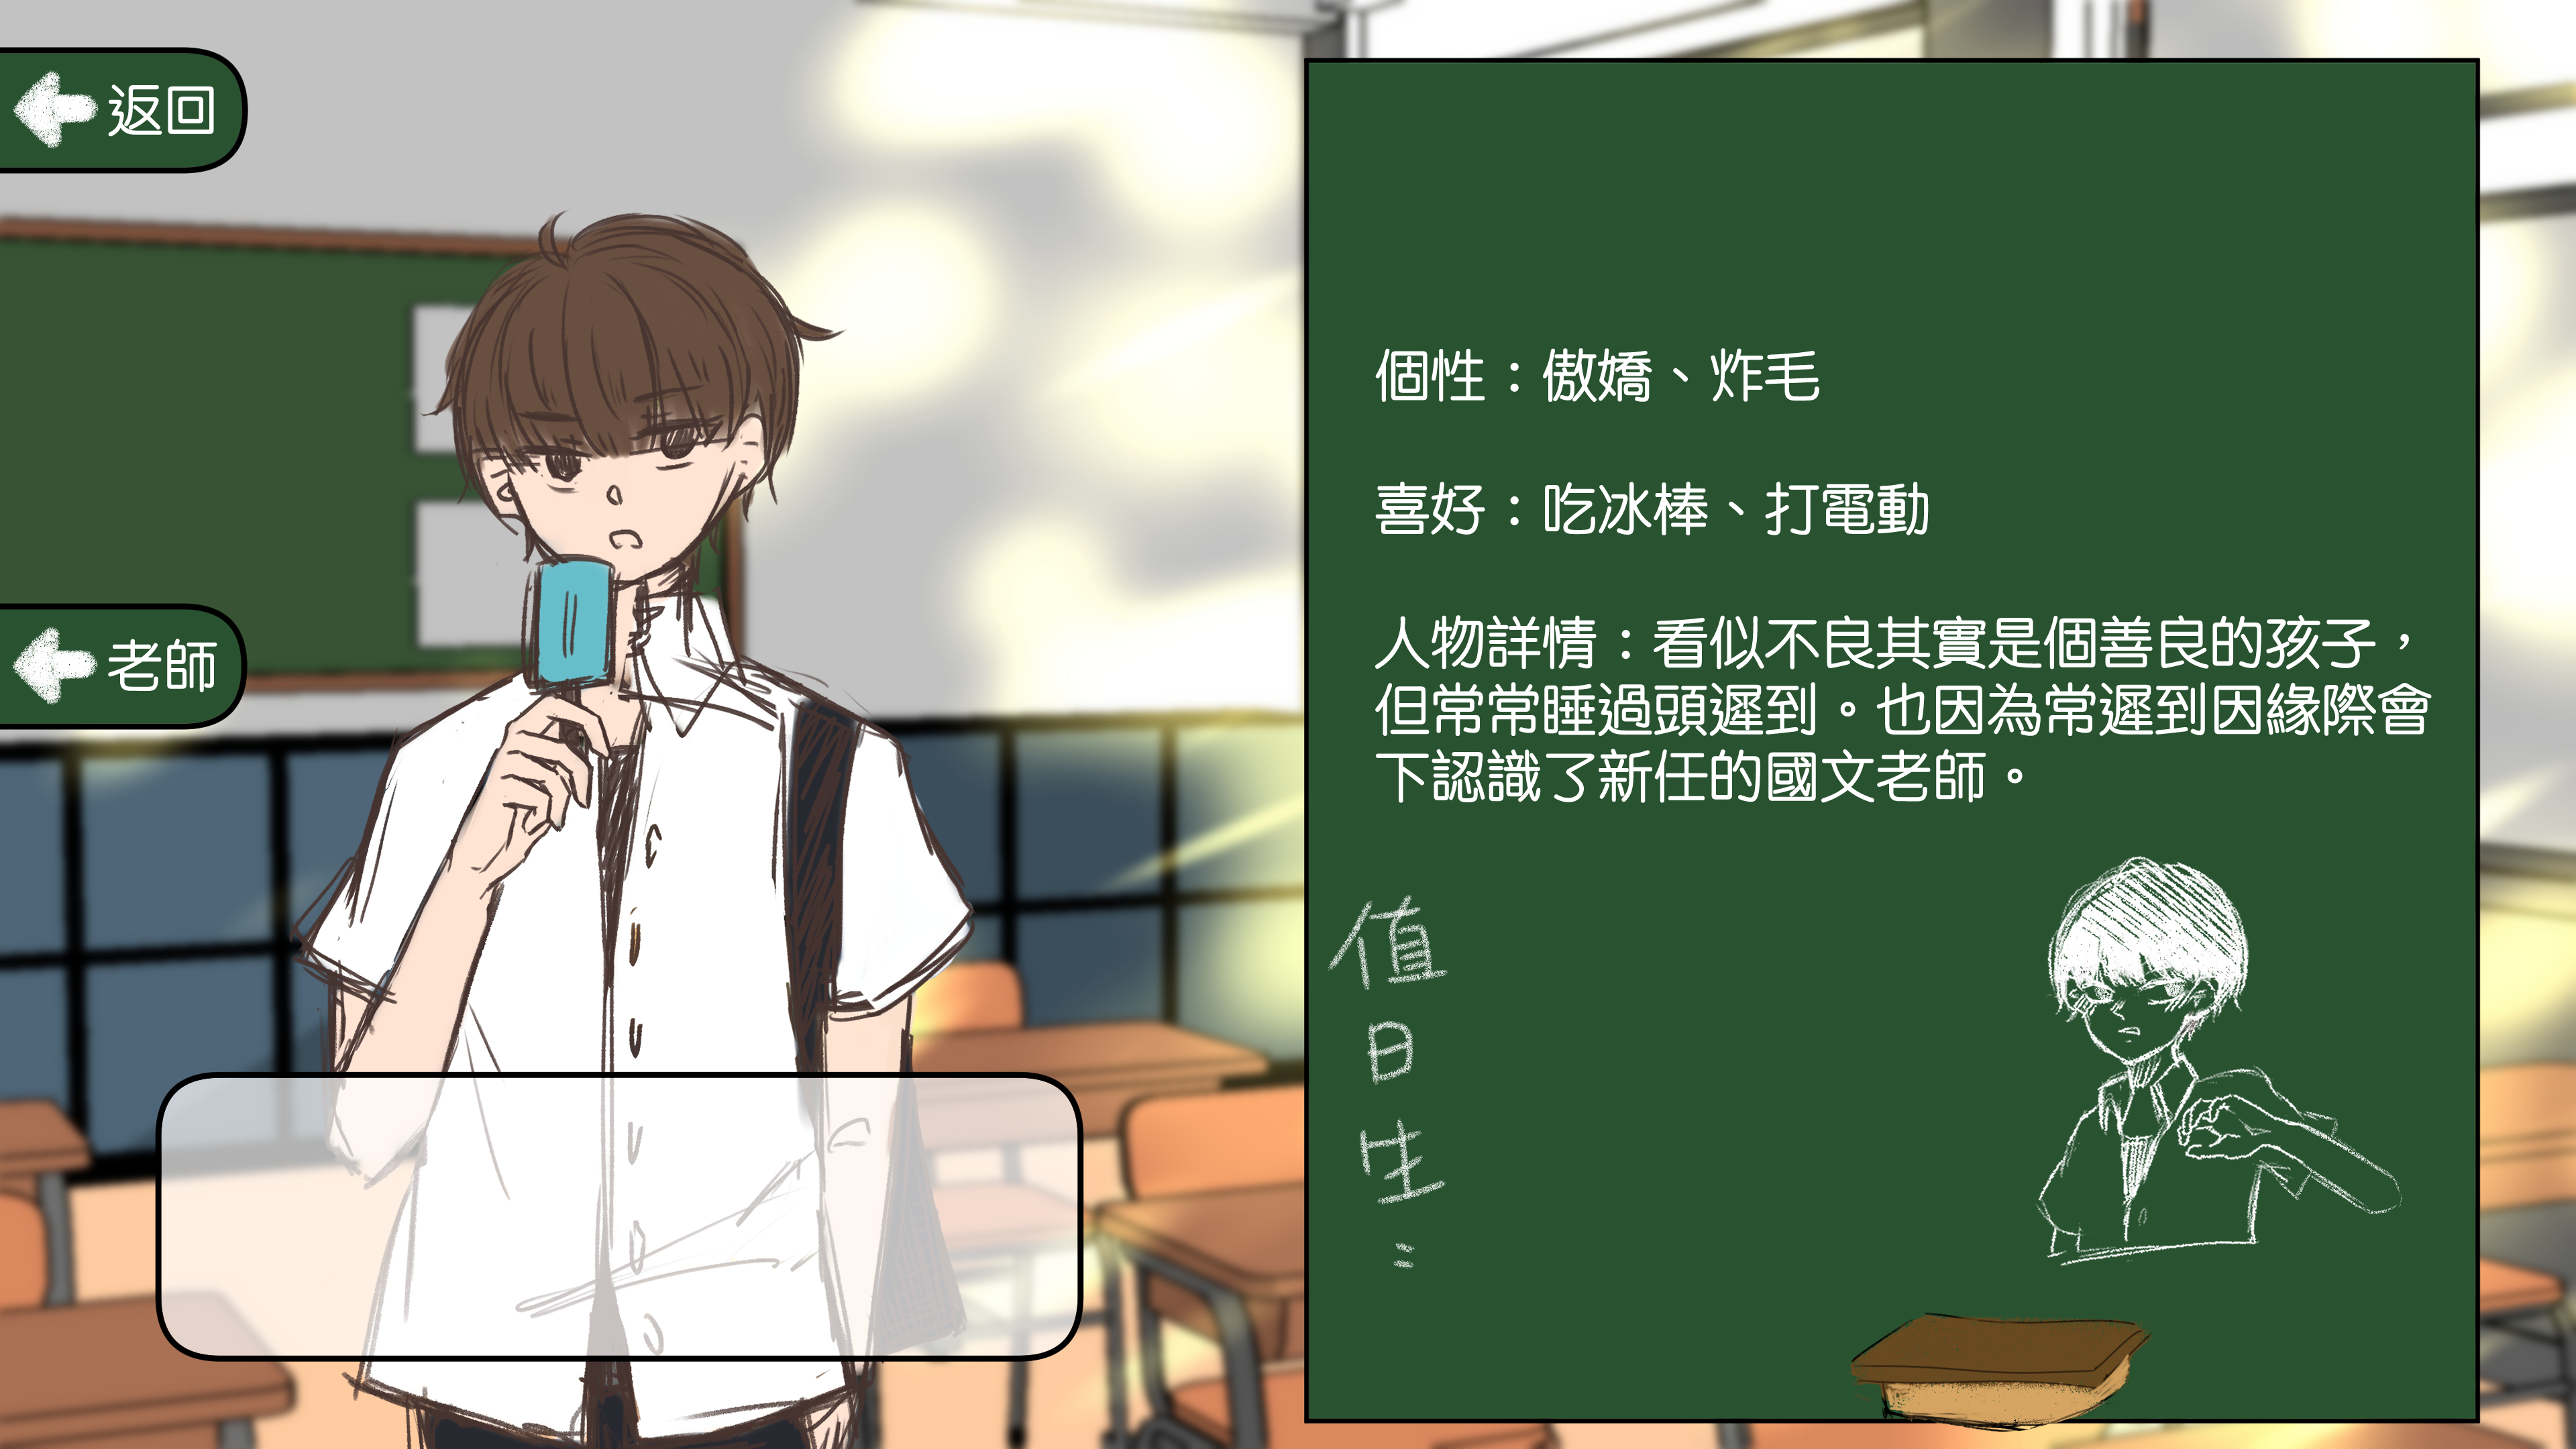 返回
老師
個性：傲嬌、炸毛
喜好：吃冰棒、打電動
人物詳情：看似不良其實是個善良的孩子，
但常常睡過頭遲到。也因為常遲到因緣際會
下認識了新任的國文老師。
值日生：